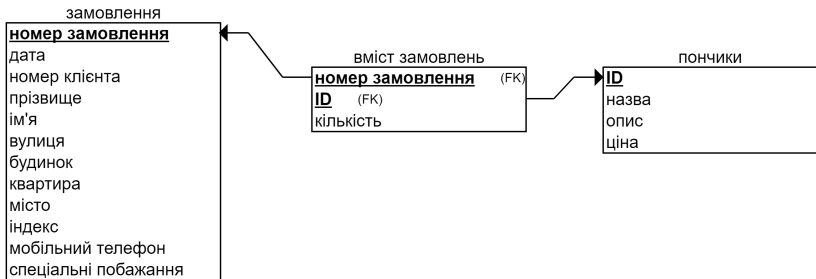 замовлення
номер замовлення
дата
номер клієнта
прізвище
ім'я
вулиця
будинок
квартира
місто
індекс
мобільний телефон
спеціальні побажання
вміст замовлень
номер замовлення (FK)
ID (FK)
кількість
пончики
ID
назва
опис
ціна